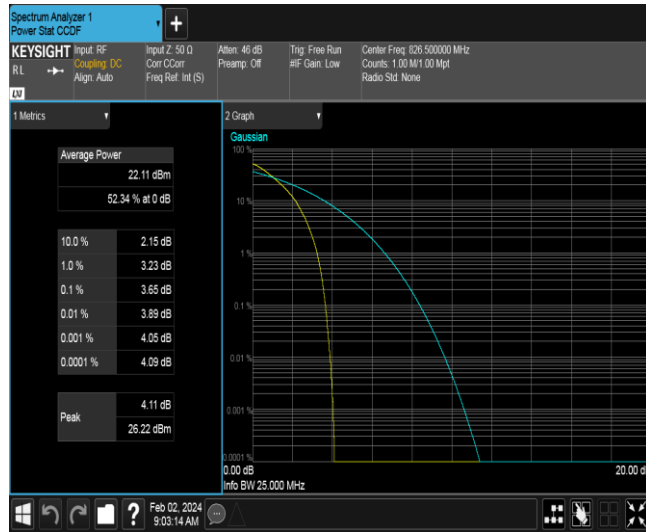 Spectrum Analyzer 1
Power Stat CCDF
+
KEYSIGHT
R L
LXI
Input: RF
Coupling: DC
Align: Auto
Input Z: 50 Ω
Corr CCorr
Freq Ref: Int (S)
Atten: 46 dB
Preamp: Off
Trig: Free Run
#IF Gain: Low
Center Freq: 826.500000 MHz
Counts: 1.00 M/1.00 Mpt
Radio Std: None
1 Metrics
Average Power
22.11 dBm
52.34 % at 0 dB
10.0 % 2.15 dB
1.0 % 3.23 dB
0.1 % 3.65 dB
0.01 % 3.89 dB
0.001 % 4.05 dB
0.0001 % 4.09 dB
Peak
4.11 dB
26.22 dBm
2 Graph
Gaussian
100 %
10 %
1 %
0.1 %
0.01 %
0.001 %
0.0001 %
0.00 dB
20.00 d
Info BW 25.000 MHz
?
Feb 02, 2024
9:03:14 AM